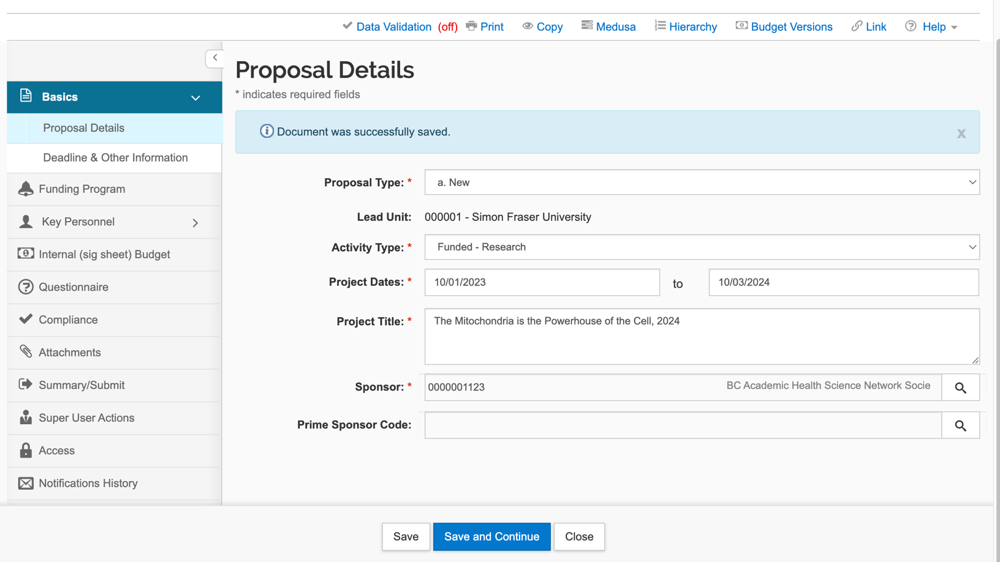 Data Validation (off) Print Copy Medusa Hierarchy Budget Versions Link Help
Proposal Details
* indicates required fields
Basics
Proposal Details
Deadline & Other Information
Funding Program
Key Personnel
Internal (sig sheet) Budget
Questionnaire
Compliance
Attachments
Summary/Submit
Super User Actions
Access
Notifications History
Document was successfully saved. x
Proposal Type: * a. New
Lead Unit: 000001 - Simon Fraser University
Activity Type: * Funded - Research
Project Dates: * 10/01/2023 to 10/03/2024
Project Title: * The Mitochondria is the Powerhouse of the Cell, 2024
Sponsor: * 0000001123 BC Academic Health Science Network Socie
Prime Sponsor Code:
Save Save and Continue Close